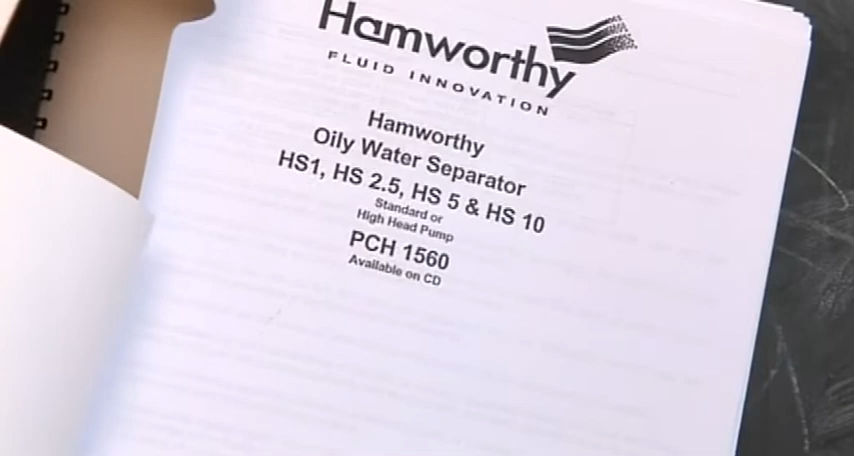 Hamworthy
FLUID INNOVATION
Hamworthy
Oily Water Separator
HS1, HS 2.5, HS 5 & HS 10
Standard or
High Head Pump
PCH 1560
Available on CD